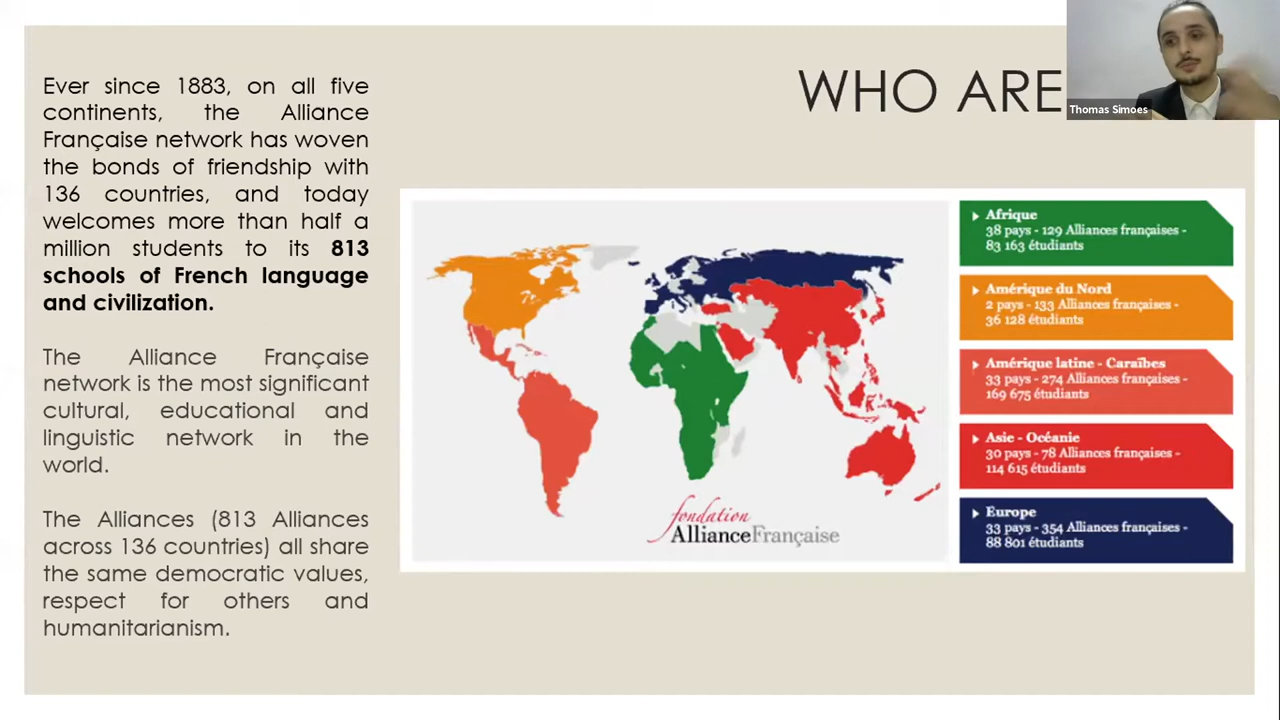 Ever since 1883, on all five
continents, the Alliance
Française network has woven
the bonds of friendship with
136 countries, and today
welcomes more than half a
million students to its 813
schools of French language
and civilization.
The Alliance Française
network is the most significant
cultural, educational and
linguistic network in the
world.
The Alliances (813 Alliances
across 136 countries) all share
the same democratic values,
respect for others and
humanitarianism.
WHO ARE
Thomas Simoes
Afrique
38 pays - 129 Alliances françaises -
83 163 étudiants
Amérique du Nord
2 pays - 133 Alliances françaises -
36 128 étudiants
Amérique latine - Caraïbes
33 pays - 274 Alliances françaises -
169 675 étudiants
Asie - Océanie
30 pays - 78 Alliances françaises -
114 615 étudiants
Europe
33 pays - 354 Alliances françaises -
88 801 étudiants
fondation
AllianceFrançaise